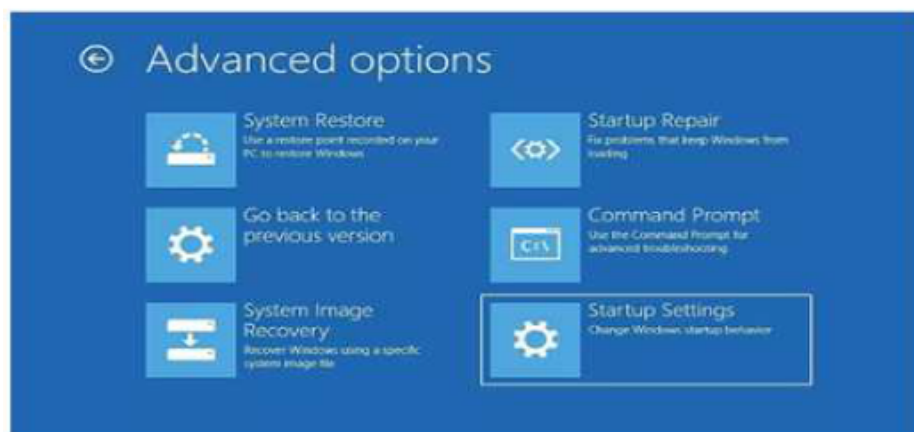 Advanced options
System Restore
Use a restore point recorded on your
PC to restore Windows
Startup Repair
Fix problems that keep Windows from
loading
Go back to the
previous version
Command Prompt
Use the Command Prompt for
advanced troubleshooting
C:\
System Image
Recovery
Recover Windows using a specific
system image file
Startup Settings
Change Windows startup behavior